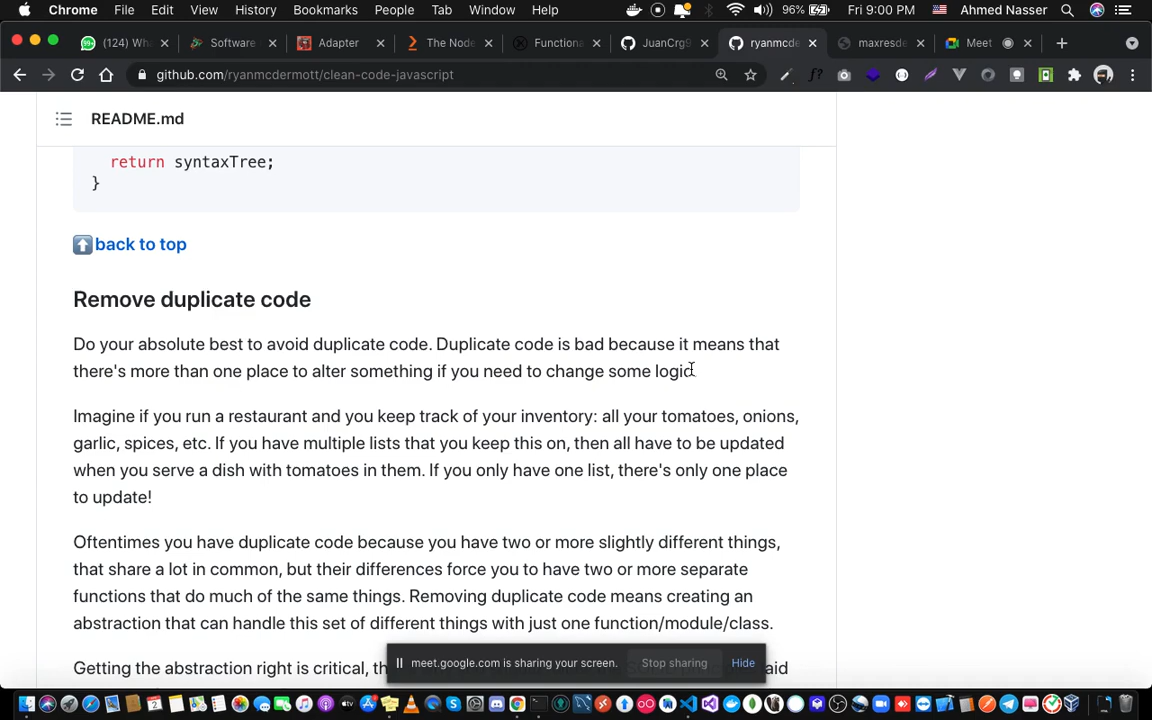 Chrome File Edit View History Bookmarks People Tab Window Help 96% Fri 9:00 PM Ahmed Nasser
(124) Wha Software Adapter The Node Functiona JuanCrg9 ryanmcde maxresde Meet
github.com/ryanmcdermott/clean-code-javascript
README.md
return syntaxTree;
}
back to top
Remove duplicate code
Do your absolute best to avoid duplicate code. Duplicate code is bad because it means that
there's more than one place to alter something if you need to change some logic.
Imagine if you run a restaurant and you keep track of your inventory: all your tomatoes, onions,
garlic, spices, etc. If you have multiple lists that you keep this on, then all have to be updated
when you serve a dish with tomatoes in them. If you only have one list, there's only one place
to update!
Oftentimes you have duplicate code because you have two or more slightly different things,
that share a lot in common, but their differences force you to have two or more separate
functions that do much of the same things. Removing duplicate code means creating an
abstraction that can handle this set of different things with just one function/module/class.
Getting the abstraction right is critical, th
aid
meet.google.com is sharing your screen. Stop sharing Hide